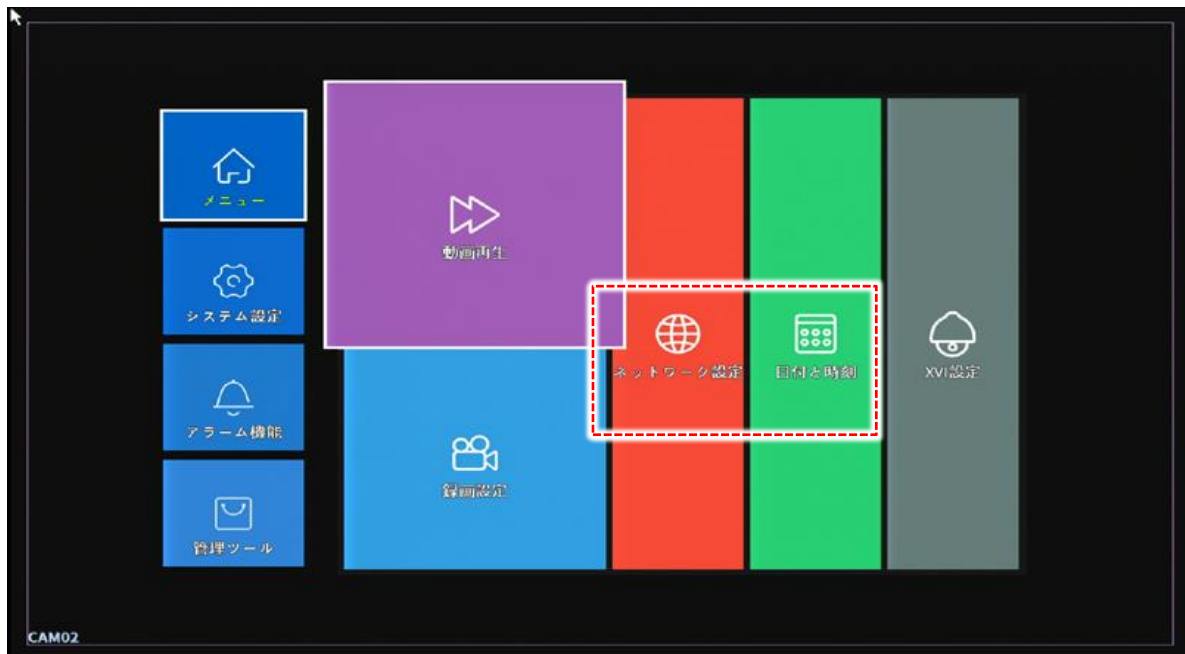 メニュー
システム設定
アラーム機能
管理ツール
動画再生
録画設定
ネットワーク設定
日付と時刻
XVI設定
CAM02